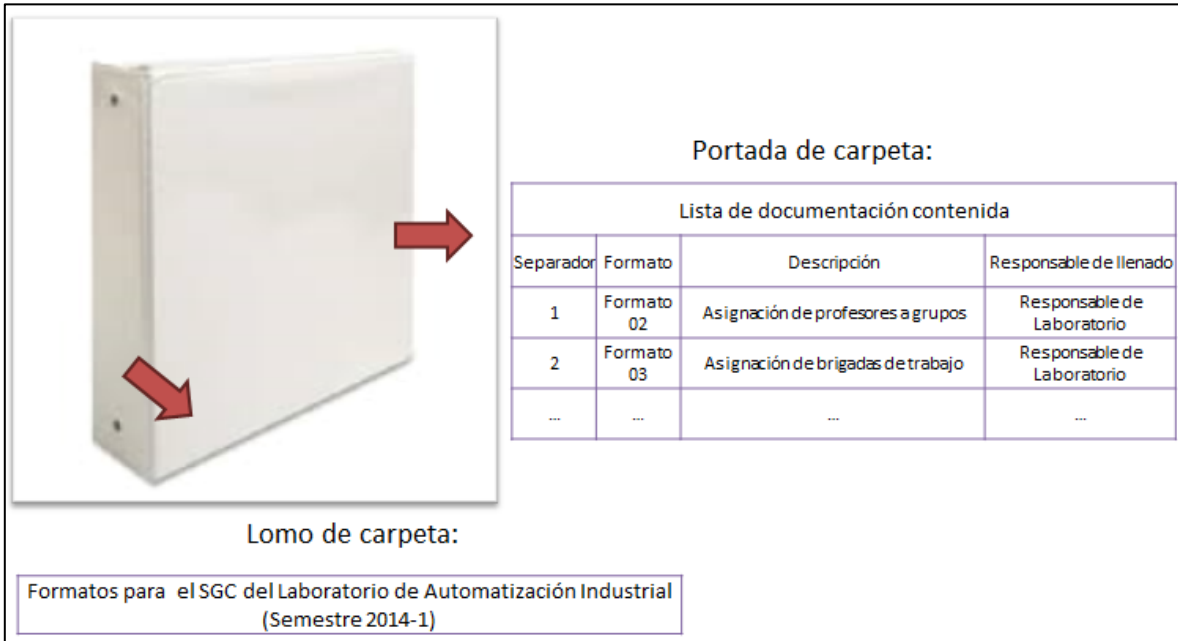 Portada de carpeta:
Lista de documentación contenida
Separador Formato Descripción Responsable de llenado
1 Formato 02 Asignación de profesores a grupos Responsable de Laboratorio
2 Formato 03 Asignación de brigadas de trabajo Responsable de Laboratorio
... ... ... ...
Lomo de carpeta:
Formatos para el SGC del Laboratorio de Automatización Industrial
(Semestre 2014-1)